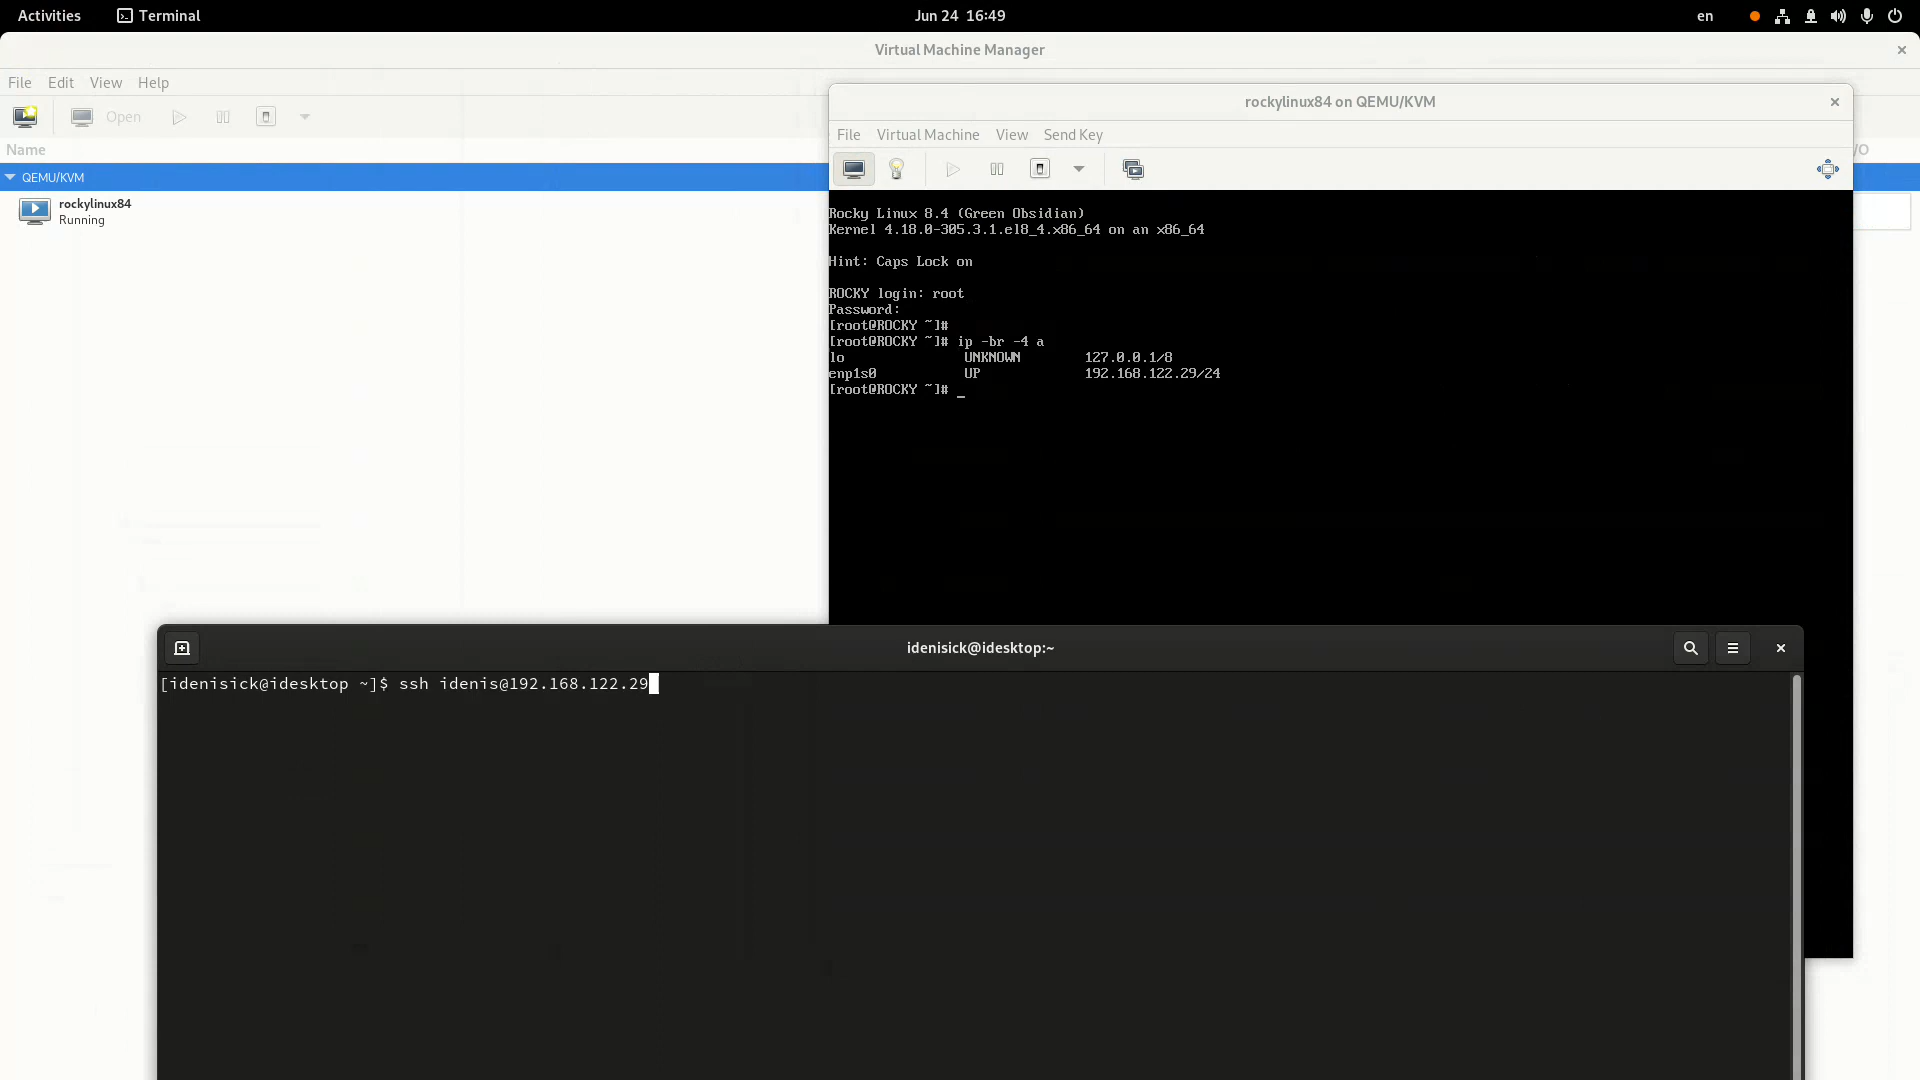 Activities Terminal Jun 24 16:49 en
Virtual Machine Manager
File Edit View Help
Open
Name
QEMU/KVM
rockylinux84
Running
rockylinux84 on QEMU/KVM
File Virtual Machine View Send Key
Rocky Linux 8.4 (Green Obsidian)
Kernel 4.18.0-305.3.1.el8_4.x86_64 on an x86_64
Hint: Caps Lock on
ROCKY login: root
Password:
[root@ROCKY ~]#
[root@ROCKY ~]# ip -br -4 a
lo UNKNOWN 127.0.0.1/8
enp1s0 UP 192.168.122.29/24
[root@ROCKY ~]# _
idenisick@idesktop:~
[idenisick@idesktop ~]$ ssh idenis@192.168.122.29